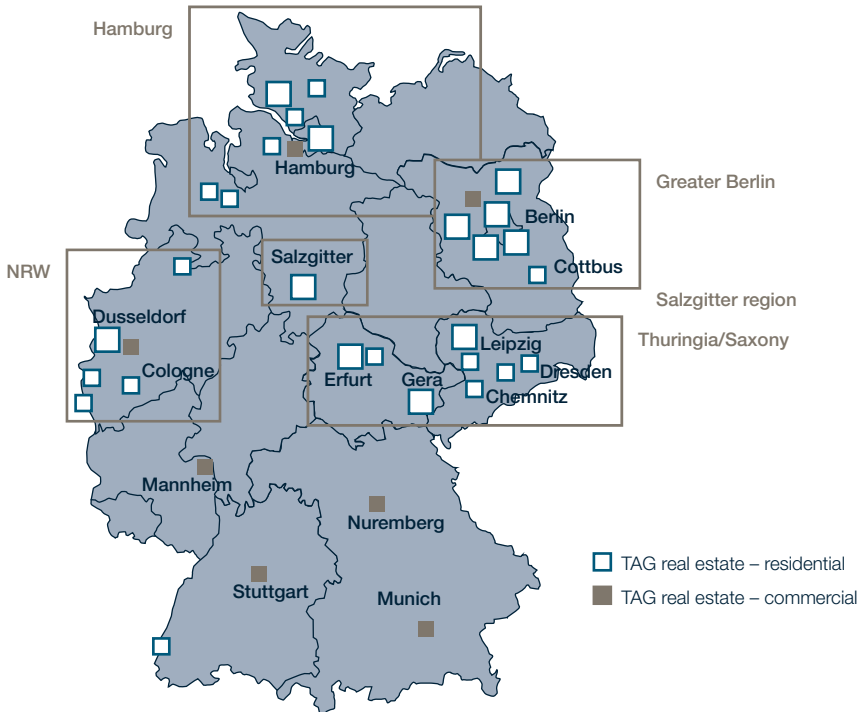 Hamburg
Hamburg
Greater Berlin
Berlin
Salzgitter
Cottbus
NRW
Salzgitter region
Dusseldorf
Thuringia/Saxony
Leipzig
Cologne
Erfurt
Gera
Dresden
Chemnitz
Mannheim
Nuremberg
TAG real estate – residential
Stuttgart
Munich
TAG real estate – commercial